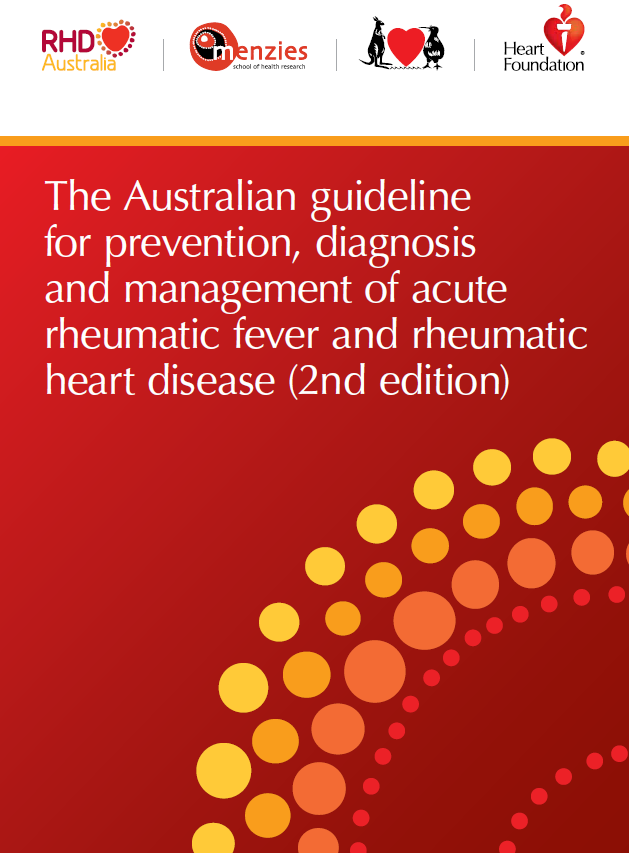 RHD
Australia
menzies
school of health research
Heart
Foundation
The Australian guideline
for prevention, diagnosis
and management of acute
rheumatic fever and rheumatic
heart disease (2nd edition)